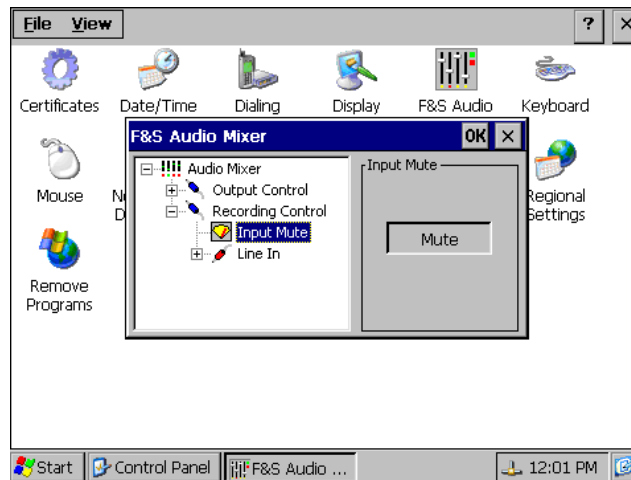 File View ?
Certificates Date/Time Dialing Display F&S Audio Keyboard
F&S Audio Mixer OK
Audio Mixer
Output Control
Recording Control
Input Mute
Line In
Input Mute
Mute
Mouse
Regional
Settings
Remove
Programs
Start Control Panel F&S Audio ... 12:01 PM